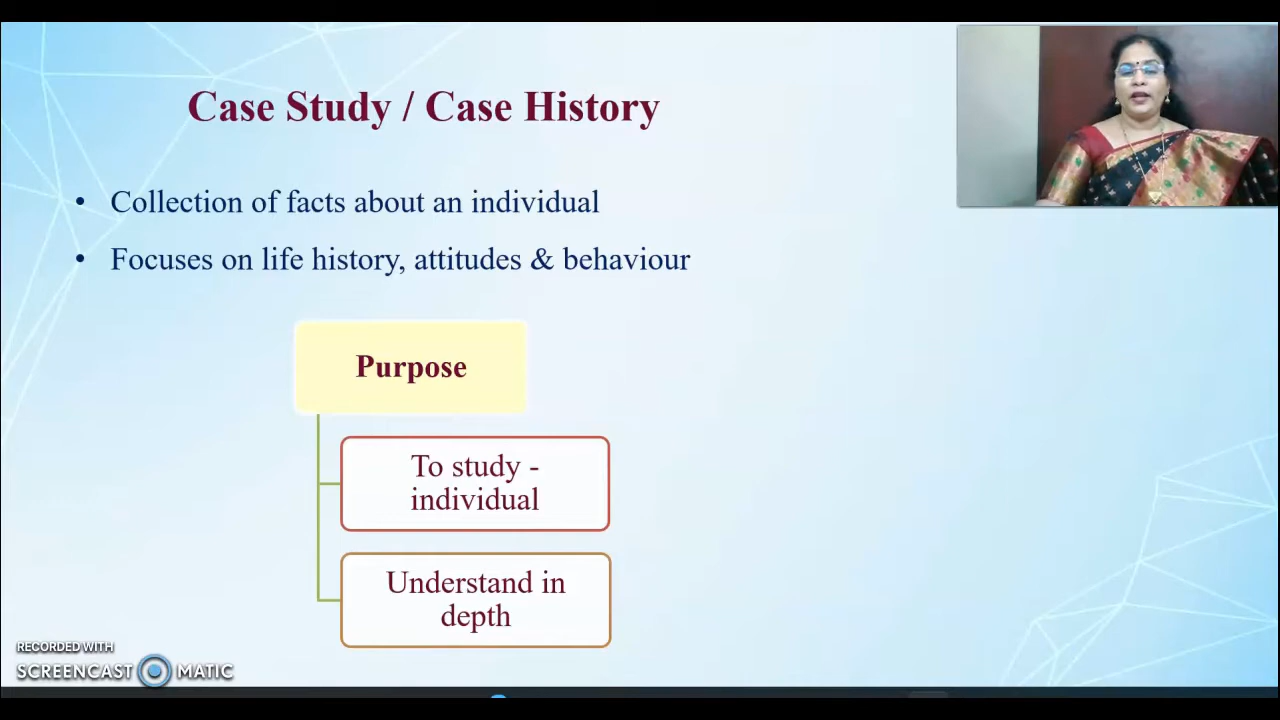 Case Study / Case History
• Collection of facts about an individual
• Focuses on life history, attitudes & behaviour
Purpose
To study -
individual
Understand in
depth
RECORDED WITH
SCREENCAST MATIC